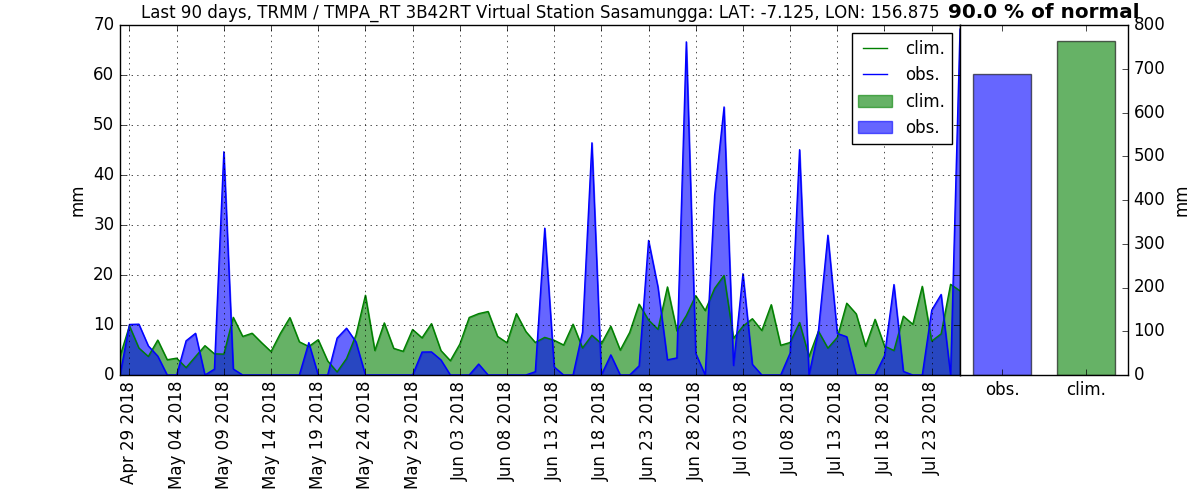 Last 90 days, TRMM / TMPA_RT 3B42RT Virtual Station Sasamungga: LAT: -7.125, LON: 156.875 90.0 % of normal
70
60
50
40
30
20
10
0
mm
clim.
obs.
clim.
obs.
800
700
600
500
400
300
200
100
0
mm
obs.
clim.
Apr 29 2018
May 04 2018
May 09 2018
May 14 2018
May 19 2018
May 24 2018
May 29 2018
Jun 03 2018
Jun 08 2018
Jun 13 2018
Jun 18 2018
Jun 23 2018
Jun 28 2018
Jul 03 2018
Jul 08 2018
Jul 13 2018
Jul 18 2018
Jul 23 2018